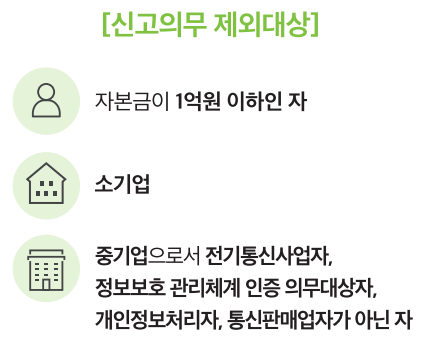 [신고의무 제외대상]
자본금이 1억원 이하인 자
소기업
중기업으로서 전기통신사업자,
정보보호 관리체계 인증 의무대상자,
개인정보처리자, 통신판매업자가 아닌 자